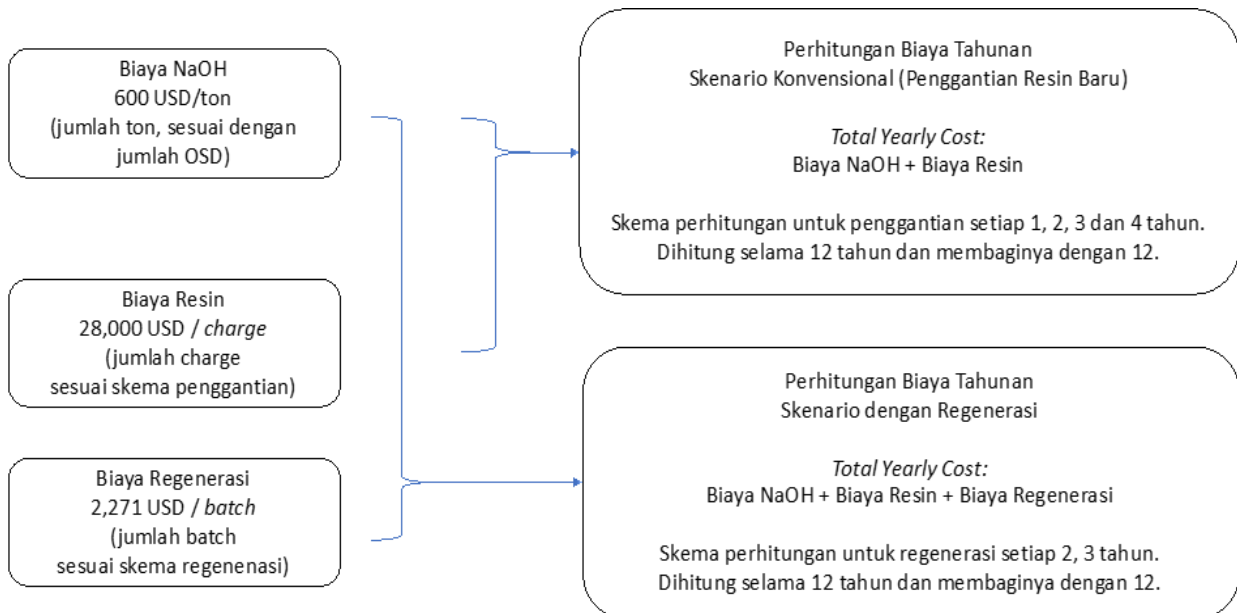 Biaya NaOH
600 USD/ton
(jumlah ton, sesuai dengan
jumlah OSD)
Biaya Resin
28,000 USD / charge
(jumlah charge
sesuai skema penggantian)
Biaya Regenerasi
2,271 USD / batch
(jumlah batch
sesuai skema regenenasi)
Perhitungan Biaya Tahunan
Skenario Konvensional (Penggantian Resin Baru)
Total Yearly Cost:
Biaya NaOH + Biaya Resin
Skema perhitungan untuk penggantian setiap 1, 2, 3 dan 4 tahun.
Dihitung selama 12 tahun dan membaginya dengan 12.
Perhitungan Biaya Tahunan
Skenario dengan Regenerasi
Total Yearly Cost:
Biaya NaOH + Biaya Resin + Biaya Regenerasi
Skema perhitungan untuk regenerasi setiap 2, 3 tahun.
Dihitung selama 12 tahun dan membaginya dengan 12.